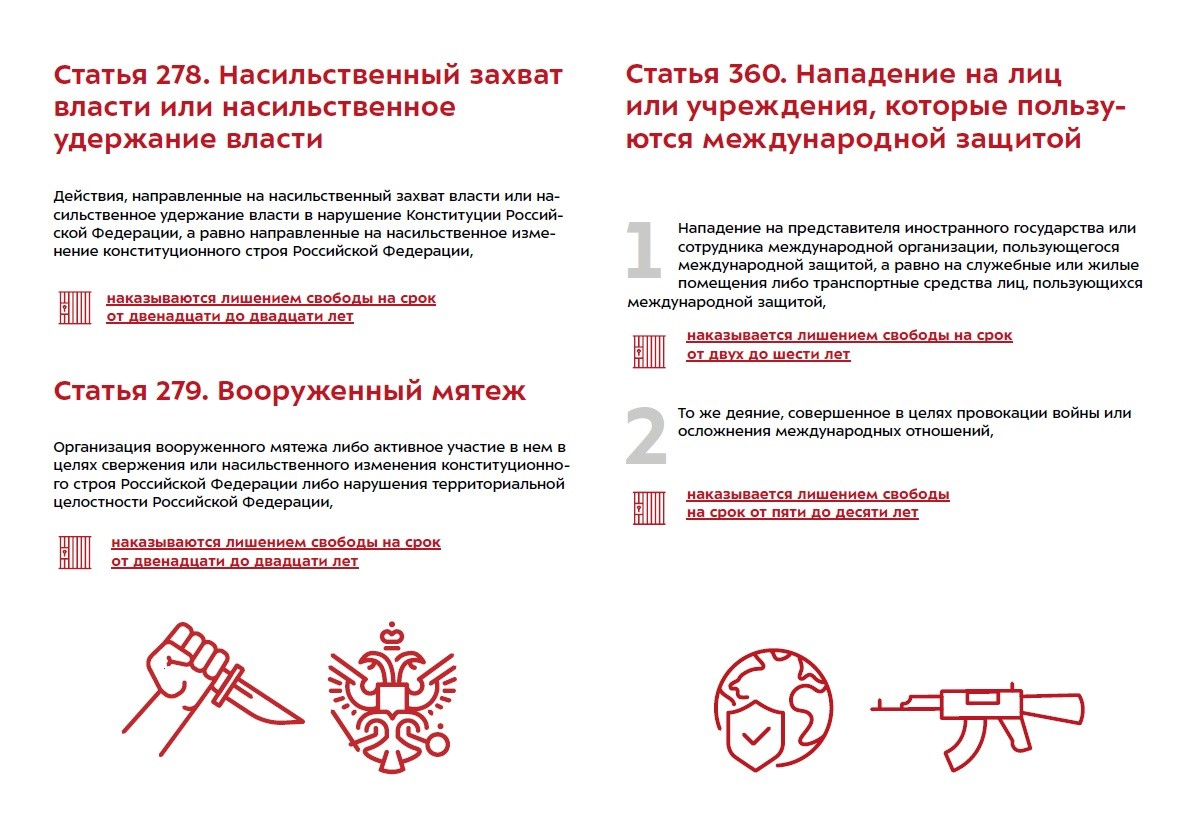 Статья 278. Насильственный захват
власти или насильственное
удержание власти
Действия, направленные на насильственный захват власти или на-
сильственное удержание власти в нарушение Конституции Россий-
ской Федерации, а равно направленные на насильственное изме-
нение конституционного строя Российской Федерации,
наказываются лишением свободы на срок
от двенадцати до двадцати лет
Статья 279. Вооруженный мятеж
Организация вооруженного мятежа либо активное участие в нем в
целях свержения или насильственного изменения конституционно-
го строя Российской Федерации либо нарушения территориальной
целостности Российской Федерации,
наказываются лишением свободы на срок
от двенадцати до двадцати лет
Статья 360. Нападение на лиц
или учреждения, которые пользу-
ются международной защитой
1
Нападение на представителя иностранного государства или
сотрудника международной организации, пользующегося
международной защитой, а равно на служебные или жилые
помещения либо транспортные средства лиц, пользующихся
международной защитой,
наказывается лишением свободы на срок
от двух до шести лет
2
То же деяние, совершенное в целях провокации войны или
осложнения международных отношений,
наказывается лишением свободы
на срок от пяти до десяти лет